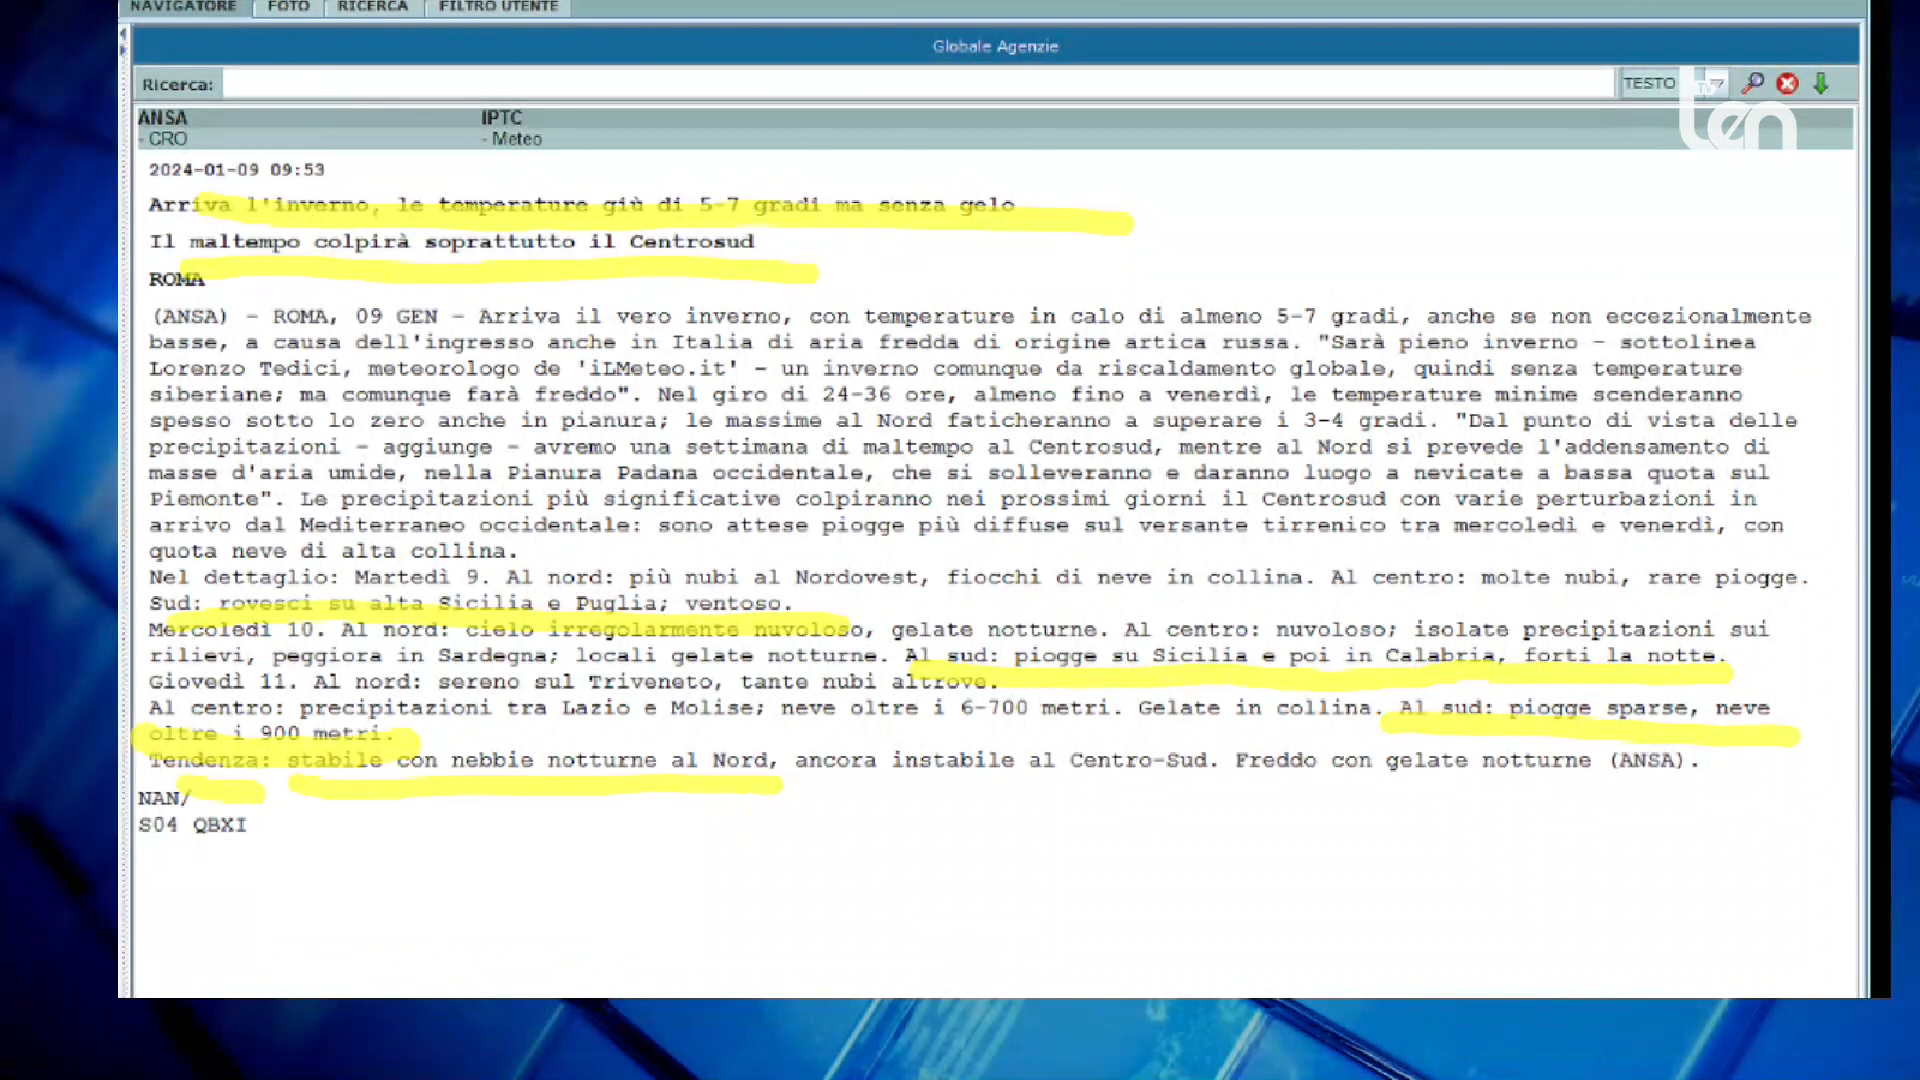 NAVIGATORE FOTO RICERCA FILTRO UTENTE
Globale Agenzie
Ricerca: TESTO
ten
TV
ANSA IPTC
- CRO - Meteo
2024-01-09 09:53
Arriva l'inverno, le temperature giù di 5-7 gradi ma senza gelo
Il maltempo colpirà soprattutto il Centrosud
ROMA
(ANSA) - ROMA, 09 GEN - Arriva il vero inverno, con temperature in calo di almeno 5-7 gradi, anche se non eccezionalmente
basse, a causa dell'ingresso anche in Italia di aria fredda di origine artica russa. "Sarà pieno inverno - sottolinea
Lorenzo Tedici, meteorologo de 'iLMeteo.it' - un inverno comunque da riscaldamento globale, quindi senza temperature
siberiane; ma comunque farà freddo". Nel giro di 24-36 ore, almeno fino a venerdì, le temperature minime scenderanno
spesso sotto lo zero anche in pianura; le massime al Nord faticheranno a superare i 3-4 gradi. "Dal punto di vista delle
precipitazioni - aggiunge - avremo una settimana di maltempo al Centrosud, mentre al Nord si prevede l'addensamento di
masse d'aria umide, nella Pianura Padana occidentale, che si solleveranno e daranno luogo a nevicate a bassa quota sul
Piemonte". Le precipitazioni più significative colpiranno nei prossimi giorni il Centrosud con varie perturbazioni in
arrivo dal Mediterraneo occidentale: sono attese piogge più diffuse sul versante tirrenico tra mercoledì e venerdì, con
quota neve di alta collina.
Nel dettaglio: Martedì 9. Al nord: più nubi al Nordovest, fiocchi di neve in collina. Al centro: molte nubi, rare piogge.
Sud: rovesci su alta Sicilia e Puglia; ventoso.
Mercoledì 10. Al nord: cielo irregolarmente nuvoloso, gelate notturne. Al centro: nuvoloso; isolate precipitazioni sui
rilievi, peggiora in Sardegna; locali gelate notturne. Al sud: piogge su Sicilia e poi in Calabria, forti la notte.
Giovedì 11. Al nord: sereno sul Triveneto, tante nubi altrove.
Al centro: precipitazioni tra Lazio e Molise; neve oltre i 6-700 metri. Gelate in collina. Al sud: piogge sparse, neve
oltre i 900 metri.
Tendenza: stabile con nebbie notturne al Nord, ancora instabile al Centro-Sud. Freddo con gelate notturne (ANSA).
NAN/
S04 QBXI